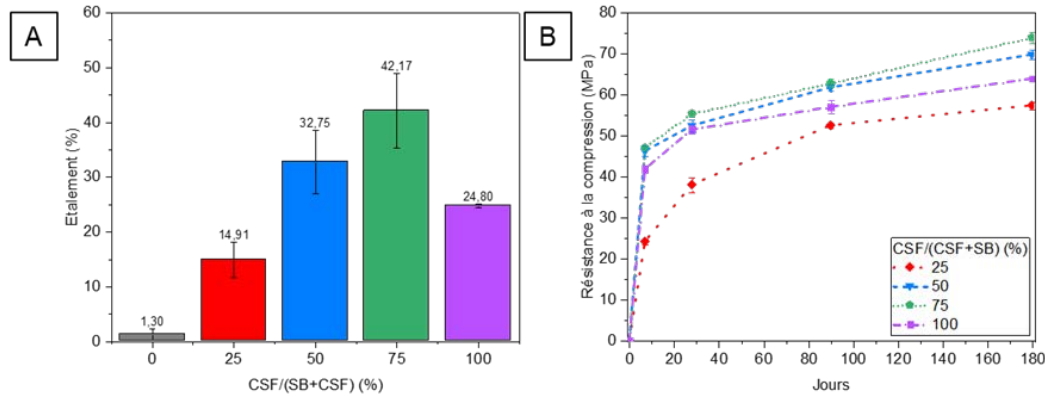 A
60
50
40
30
20
10
0
Etalement (%)
1,30
14,91
32,75
42,17
24,80
0 25 50 75 100
CSF/(SB+CSF) (%)
B
80
70
60
50
40
30
20
10
0
Résistance à la compression (MPa)
CSF/(CSF+SB) (%)
25
50
75
100
0 20 40 60 80 100 120 140 160 180
Jours